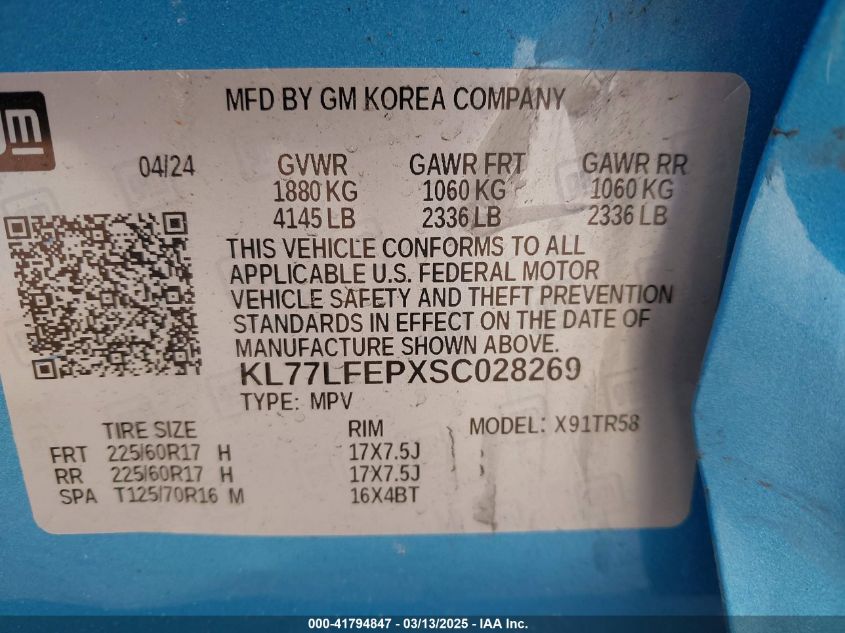 gm
MFD BY GM KOREA COMPANY
04/24 GVWR GAWR FRT GAWR RR
1880 KG 1060 KG 1060 KG
4145 LB 2336 LB 2336 LB
THIS VEHICLE CONFORMS TO ALL
APPLICABLE U.S. FEDERAL MOTOR
VEHICLE SAFETY AND THEFT PREVENTION
STANDARDS IN EFFECT ON THE DATE OF
MANUFACTURE SHOWN ABOVE.
KL77LFEPXSC028269
TYPE: MPV
TIRE SIZE RIM MODEL: X91TR58
FRT 225/60R17 H 17X7.5J
RR 225/60R17 H 17X7.5J
SPA T125/70R16 M 16X4BT
000-41794847 / 03/13/2025 - IAA Inc.